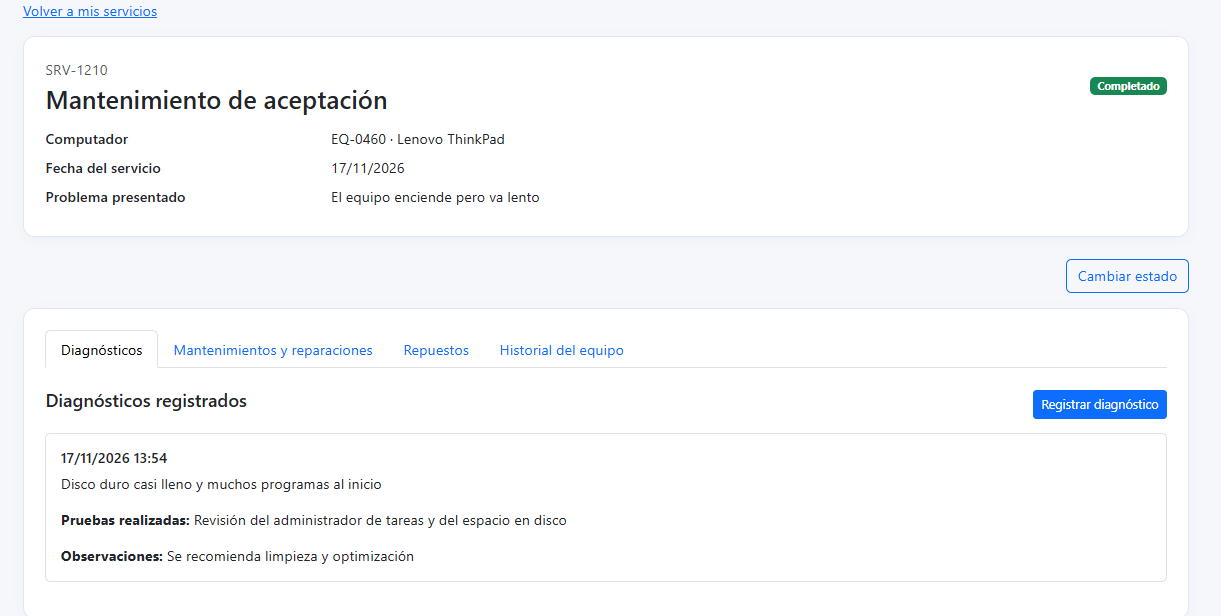 Volver a mis servicios
SRV-1210
Mantenimiento de aceptación
Completado
Computador EQ-0460 · Lenovo ThinkPad
Fecha del servicio 17/11/2026
Problema presentado El equipo enciende pero va lento
Cambiar estado
Diagnósticos Mantenimientos y reparaciones Repuestos Historial del equipo
Diagnósticos registrados
Registrar diagnóstico
17/11/2026 13:54
Disco duro casi lleno y muchos programas al inicio
Pruebas realizadas: Revisión del administrador de tareas y del espacio en disco
Observaciones: Se recomienda limpieza y optimización